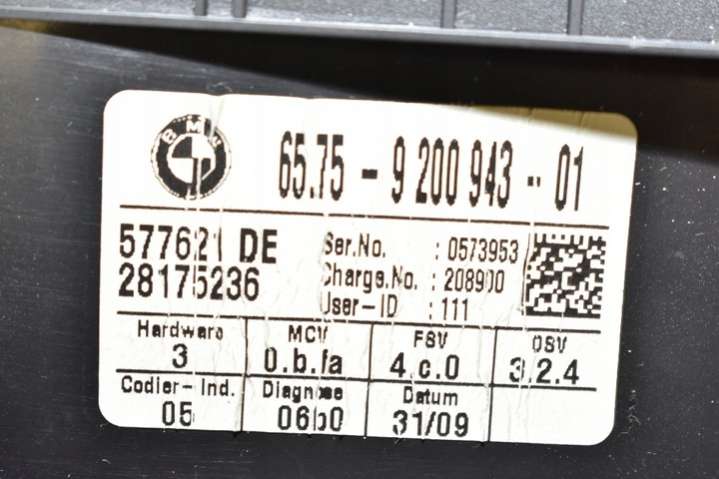 BMW
65.75 - 9 200 943 - 01
577621 DE
28175236
Ser.No. : 0573953
Charge.No. : 208900
User-ID : 111
Hardware MCV FSV OSV
3 0.b.fa 4.c.0 3.2.4
Codier-Ind. Diagnose Datum
05 06b0 31/09